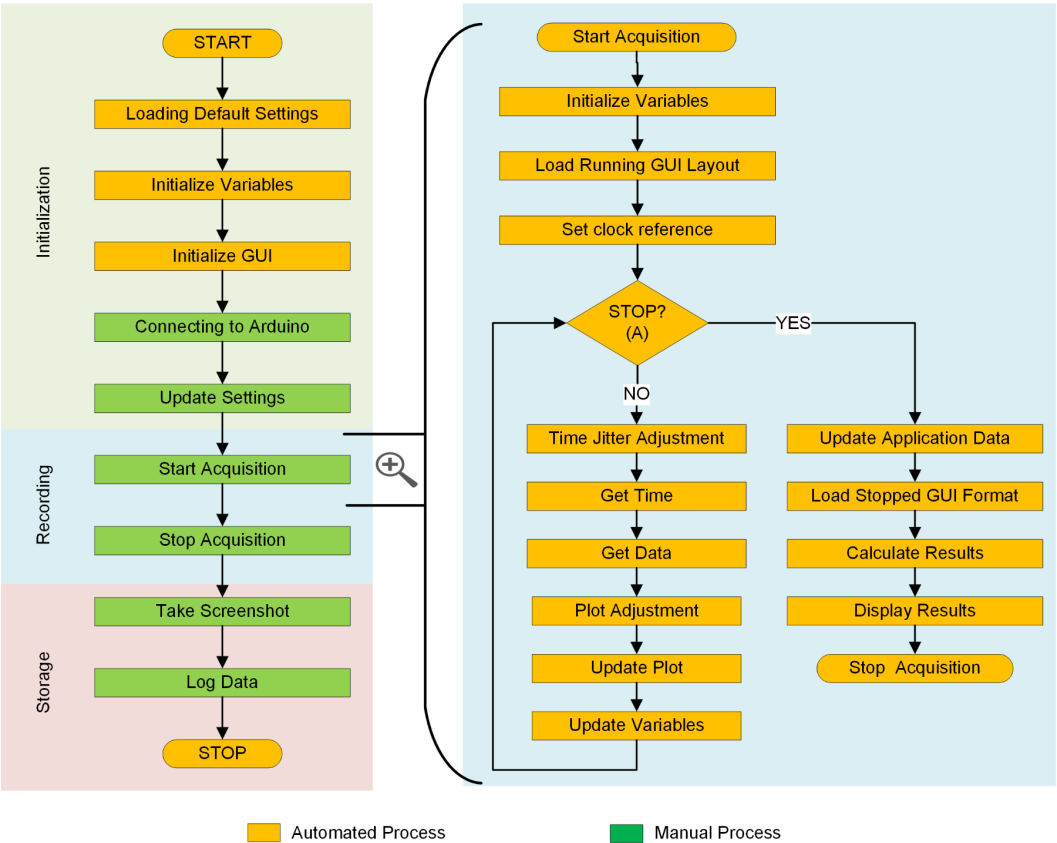 START
Loading Default Settings
Initialize Variables
Initialize GUI
Connecting to Arduino
Update Settings
Initialization
Start Acquisition
Stop Acquisition
Recording
Take Screenshot
Log Data
STOP
Storage
Start Acquisition
Initialize Variables
Load Running GUI Layout
Set clock reference
STOP?
(A)
YES
NO
Time Jitter Adjustment
Get Time
Get Data
Plot Adjustment
Update Plot
Update Variables
Update Application Data
Load Stopped GUI Format
Calculate Results
Display Results
Stop Acquisition
Automated Process
Manual Process